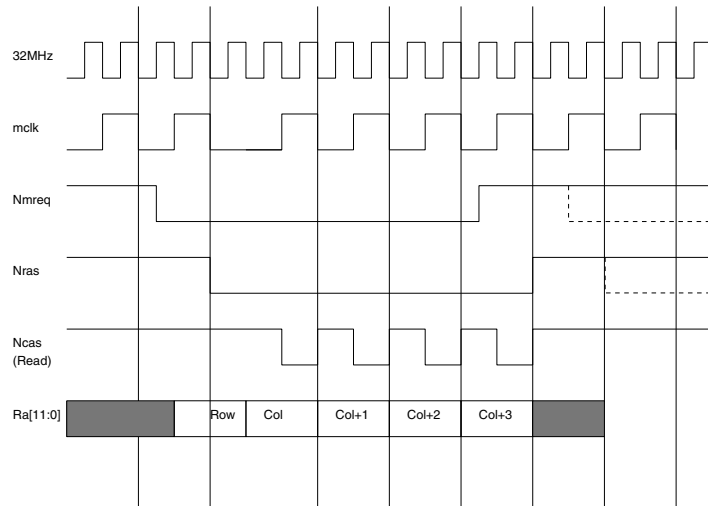 32MHz
mclk
Nmreq
Nras
Ncas
(Read)
Ra[11:0] Row Col Col+1 Col+2 Col+3